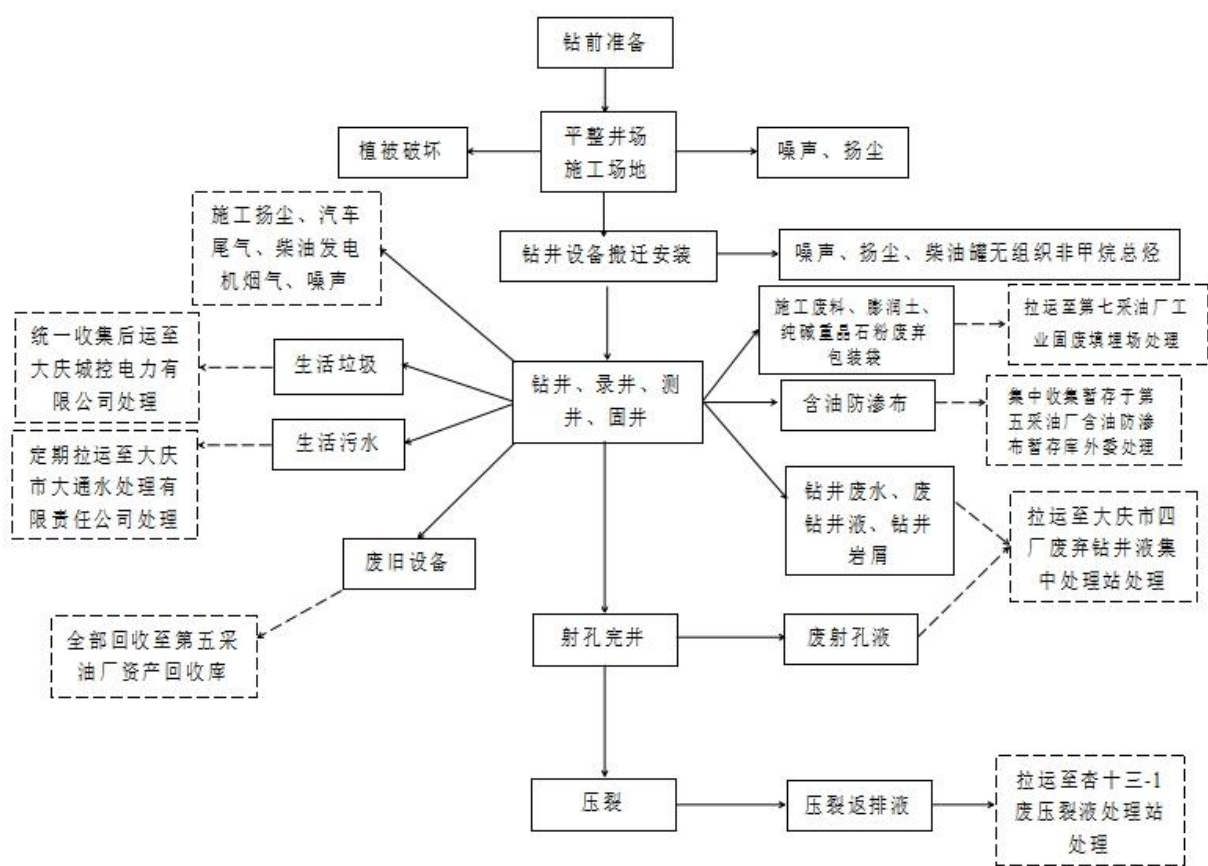 钻前准备
植被破坏
平整井场
施工场地
噪声、扬尘
施工扬尘、汽车
尾气、柴油发电
机烟气、噪声
钻井设备搬迁安装
噪声、扬尘、柴油罐无组织非甲烷总烃
统一收集后运至
大庆城控电力有
限公司处理
生活垃圾
钻井、录井、测
井、固井
施工废料、膨润土、
纯碱重晶石粉废弃
包装袋
拉运至第七采油厂工
业固废填埋场处理
含油防渗布
集中收集暂存于第
五采油厂含油防渗
布暂存库外委处理
生活污水
定期拉运至大庆
市大通水处理有
限责任公司处理
钻井废水、废
钻井液、钻井
岩屑
拉运至大庆市四
厂废弃钻井液集
中处理站处理
废旧设备
全部回收至第五采
油厂资产回收库
射孔完井
废射孔液
压裂
压裂返排液
拉运至杏十三-1
废压裂液处理站
处理